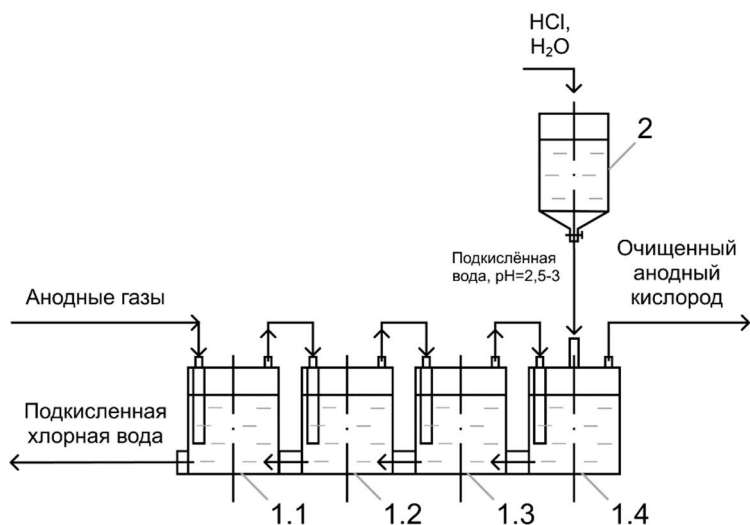 HCl,
H₂O
2
Подкислённая
вода, pH=2,5-3
Очищенный
анодный
кислород
Анодные газы
Подкисленная
хлорная вода
1.1
1.2
1.3
1.4